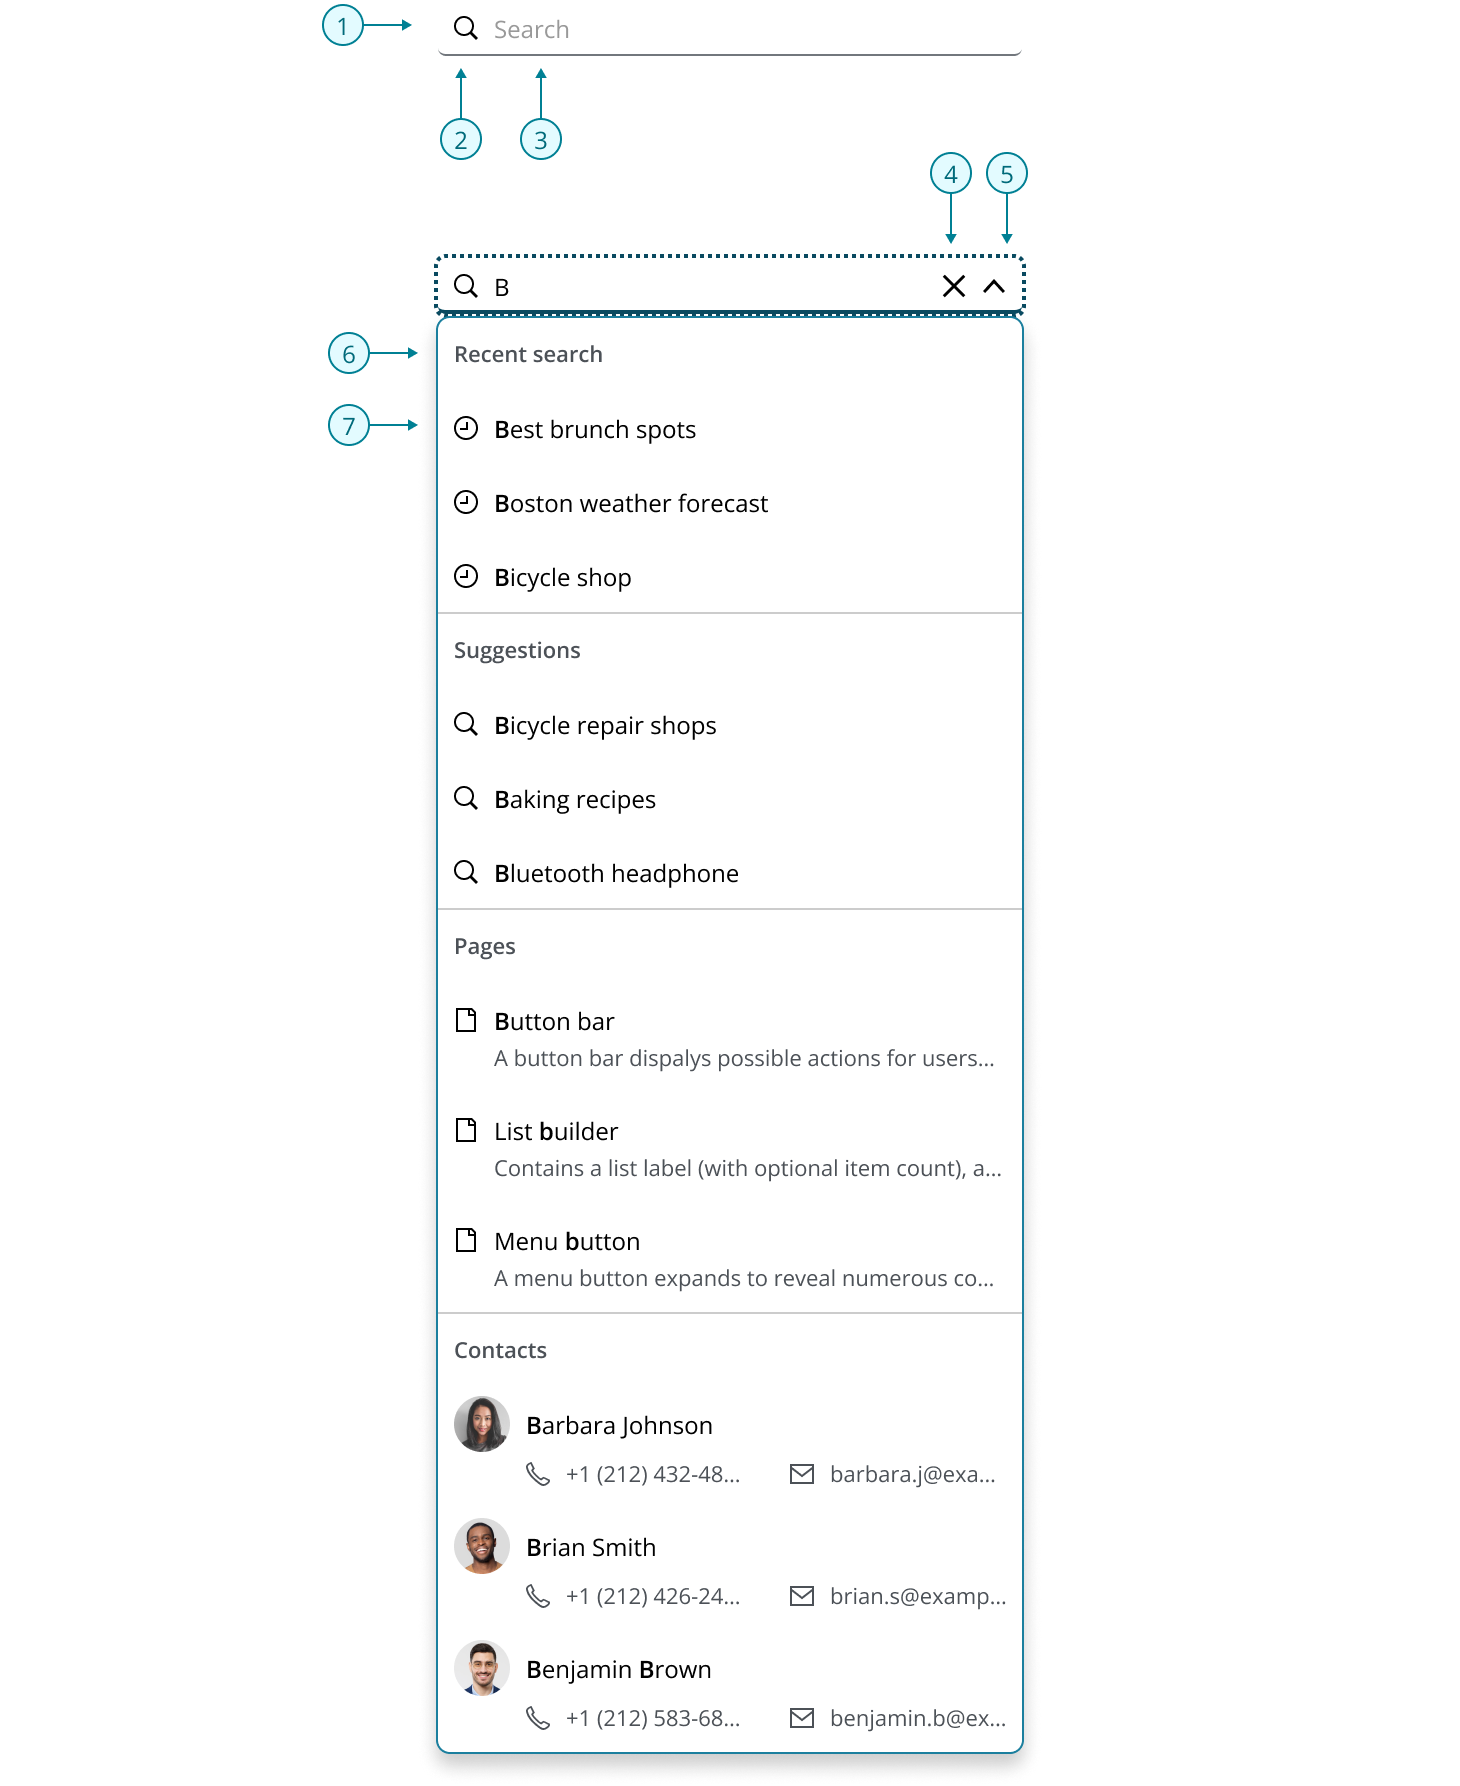 1
Search
2
3
4
5
B
6
Recent search
7
Best brunch spots
Boston weather forecast
Bicycle shop
Suggestions
Bicycle repair shops
Baking recipes
Bluetooth headphone
Pages
Button bar
A button bar dispalys possible actions for users...
List builder
Contains a list label (with optional item count), a...
Menu button
A menu button expands to reveal numerous co...
Contacts
Barbara Johnson
+1 (212) 432-48... barbara.j@exa...
Brian Smith
+1 (212) 426-24... brian.s@examp...
Benjamin Brown
+1 (212) 583-68... benjamin.b@ex...